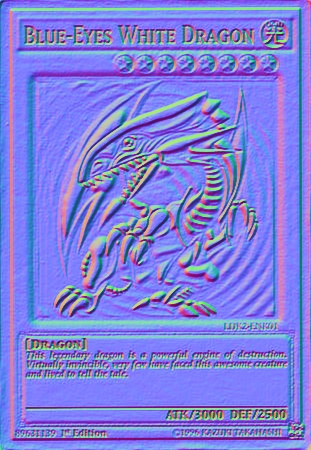 BLUE-EYES WHITE DRAGON 光
LDK2-ENK01
[DRAGON]
This legendary dragon is a powerful engine of destruction.
Virtually invincible, very few have faced this awesome creature
and lived to tell the tale.
ATK/3000 DEF/2500
89631139 1st Edition ©1996 KAZUKI TAKAHASHI